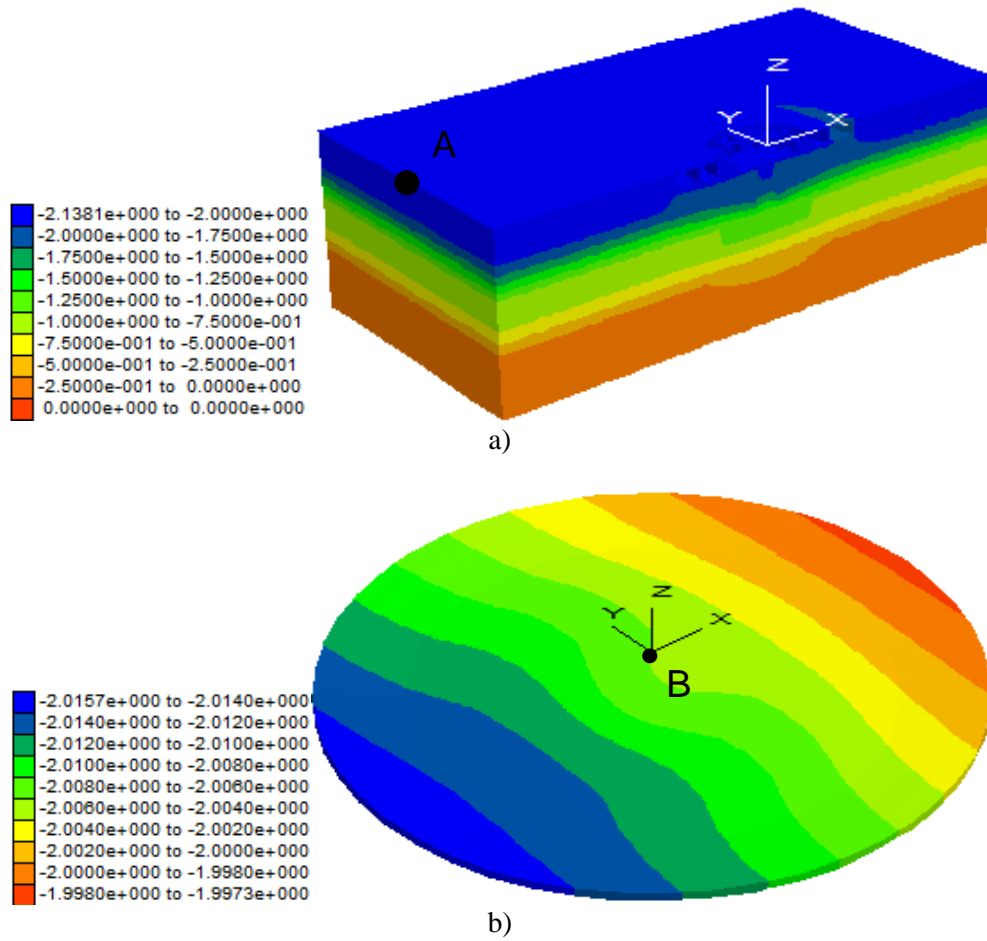 Z
Y
X
A
-2.1381e+000 to -2.0000e+000
-2.0000e+000 to -1.7500e+000
-1.7500e+000 to -1.5000e+000
-1.5000e+000 to -1.2500e+000
-1.2500e+000 to -1.0000e+000
-1.0000e+000 to -7.5000e-001
-7.5000e-001 to -5.0000e-001
-5.0000e-001 to -2.5000e-001
-2.5000e-001 to 0.0000e+000
0.0000e+000 to 0.0000e+000
a)
Z
Y
X
B
-2.0157e+000 to -2.0140e+000
-2.0140e+000 to -2.0120e+000
-2.0120e+000 to -2.0100e+000
-2.0100e+000 to -2.0080e+000
-2.0080e+000 to -2.0060e+000
-2.0060e+000 to -2.0040e+000
-2.0040e+000 to -2.0020e+000
-2.0020e+000 to -2.0000e+000
-2.0000e+000 to -1.9980e+000
-1.9980e+000 to -1.9973e+000
b)